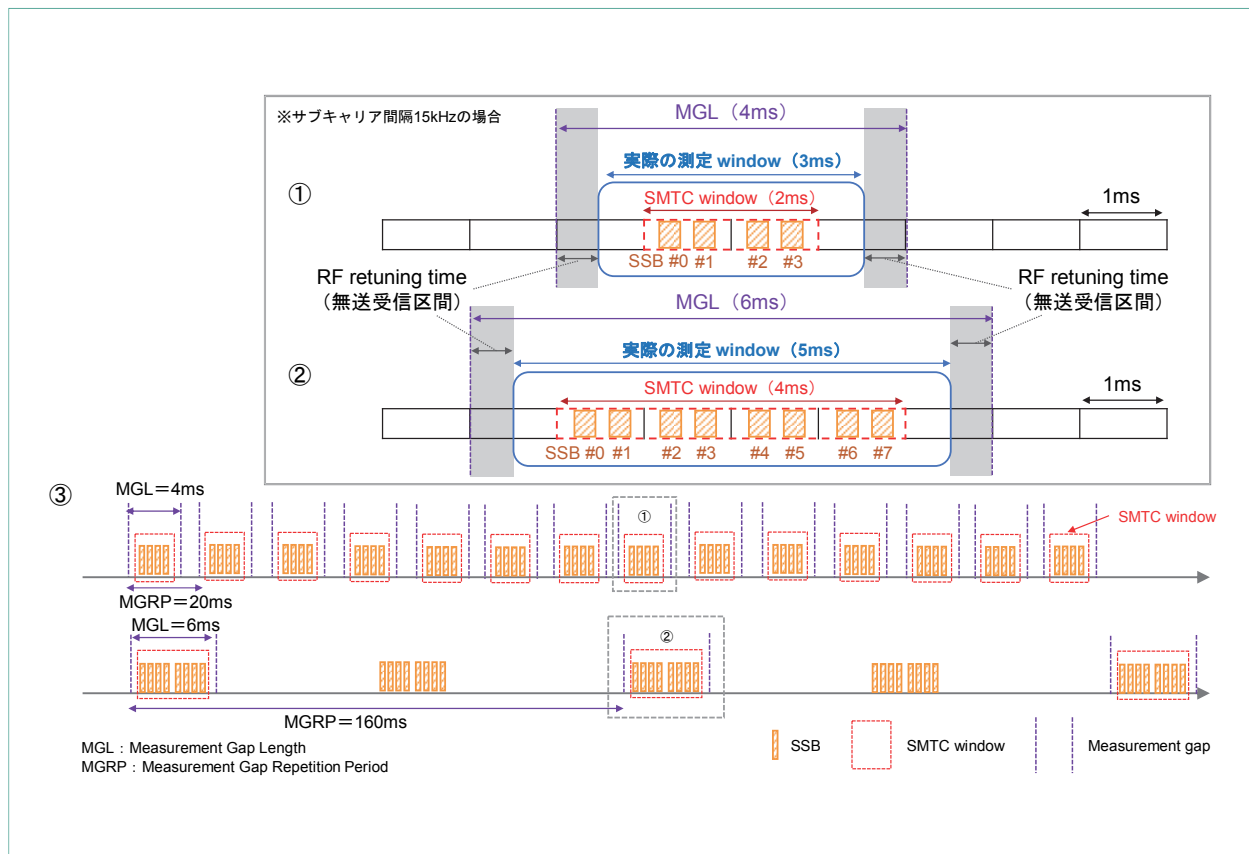 ※サブキャリア間隔15kHzの場合
MGL(4ms)
実際の測定 window(3ms)
①
SMTC window(2ms)
1ms
SSB #0 #1 #2 #3
RF retuning time
(無送受信区間)
RF retuning time
(無送受信区間)
MGL(6ms)
実際の測定 window(5ms)
②
SMTC window(4ms)
1ms
SSB #0 #1 #2 #3 #4 #5 #6 #7
③
MGL=4ms
①
SMTC window
MGRP=20ms
MGL=6ms
②
MGRP=160ms
MGL:Measurement Gap Length
MGRP:Measurement Gap Repetition Period
SSB
SMTC window
Measurement gap